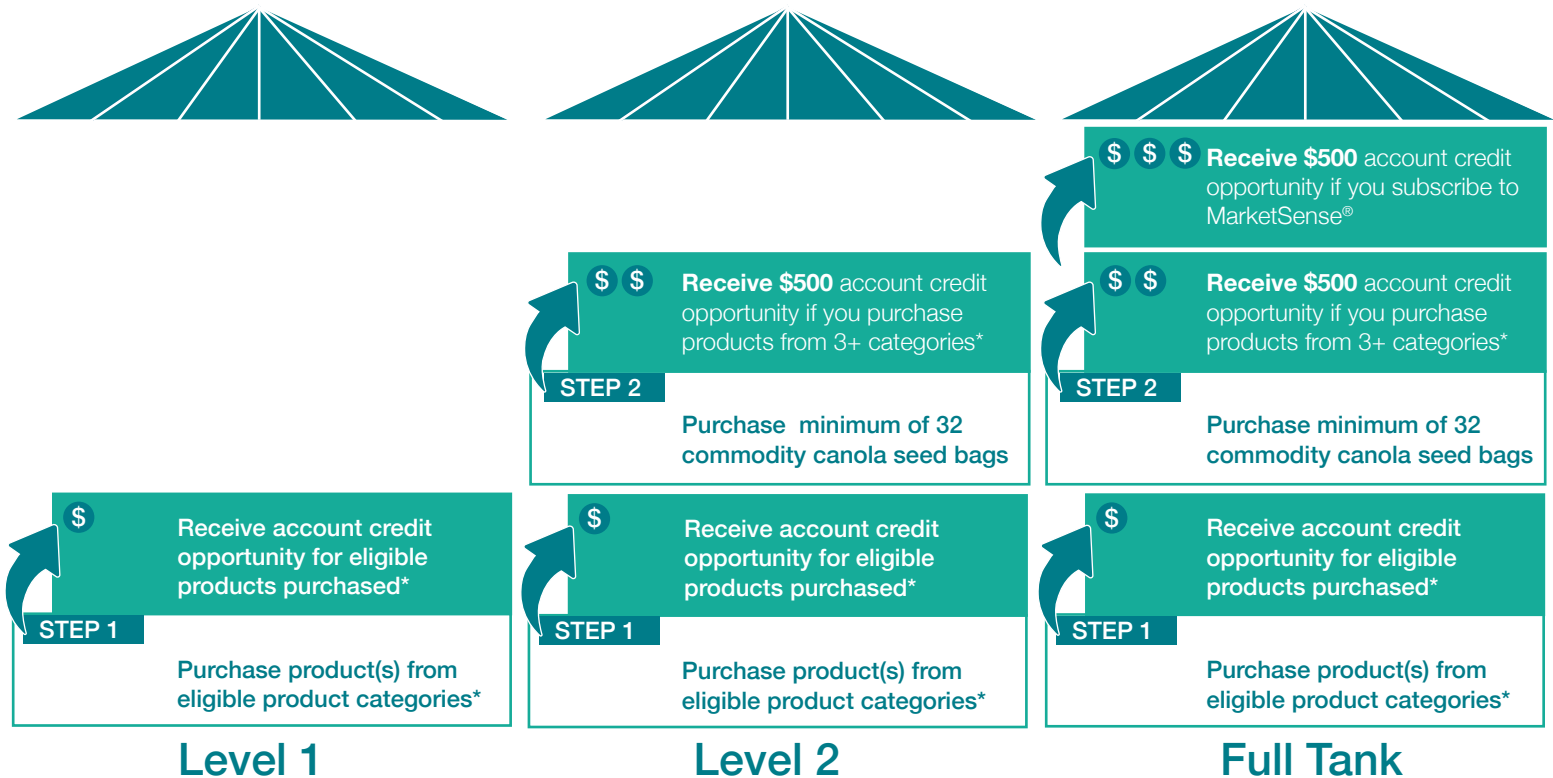 $
Receive account credit
opportunity for eligible
products purchased*
STEP 1
Purchase product(s) from
eligible product categories*
Level 1
$ $
Receive $500 account credit
opportunity if you purchase
products from 3+ categories*
STEP 2
Purchase minimum of 32
commodity canola seed bags
$
Receive account credit
opportunity for eligible
products purchased*
STEP 1
Purchase product(s) from
eligible product categories*
Level 2
$ $ $
Receive $500 account credit
opportunity if you subscribe to
MarketSense®
$ $
Receive $500 account credit
opportunity if you purchase
products from 3+ categories*
STEP 2
Purchase minimum of 32
commodity canola seed bags
$
Receive account credit
opportunity for eligible
products purchased*
STEP 1
Purchase product(s) from
eligible product categories*
Full Tank